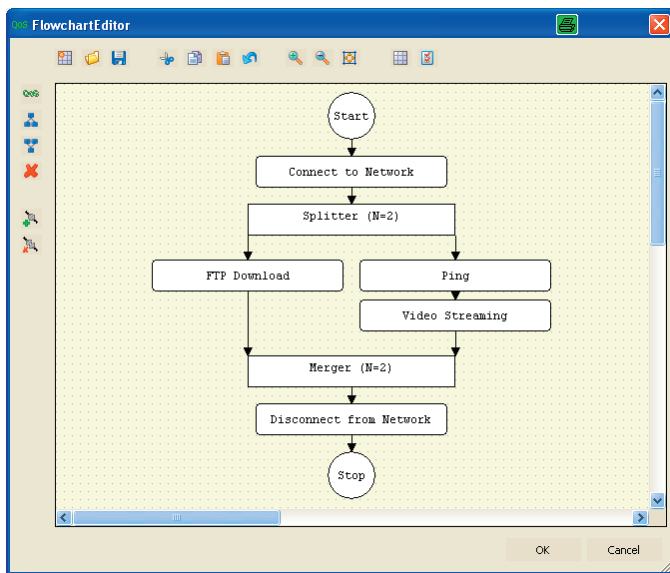 QoS FlowchartEditor
QoS
Start
Connect to Network
Splitter (N=2)
FTP Download
Ping
Video Streaming
Merger (N=2)
Disconnect from Network
Stop
OK
Cancel